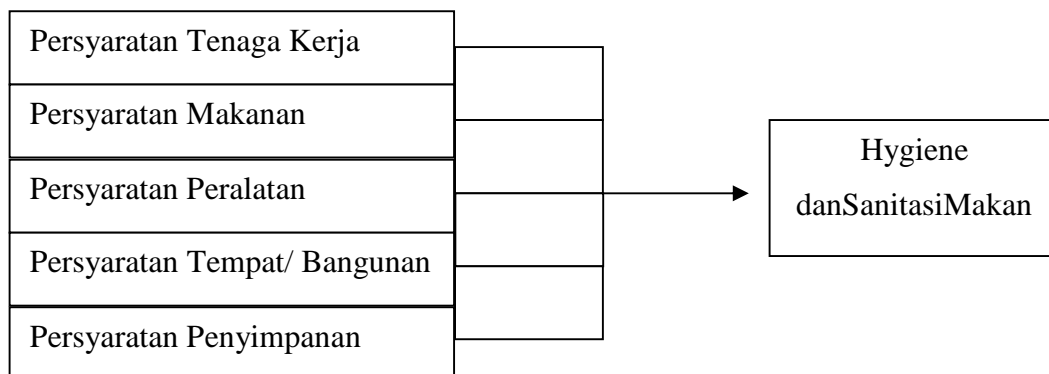 Persyaratan Tenaga Kerja
Persyaratan Makanan
Persyaratan Peralatan
Persyaratan Tempat/ Bangunan
Persyaratan Penyimpanan
Hygiene
danSanitasiMakan